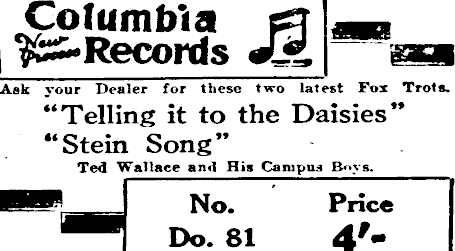 Columbia
New Process Records
Ask your Dealer for these two latest Fox Trots.
"Telling it to the Daisies"
"Stein Song"
Ted Wallace and His Campus Boys.
No. Price
Do. 81 4'-